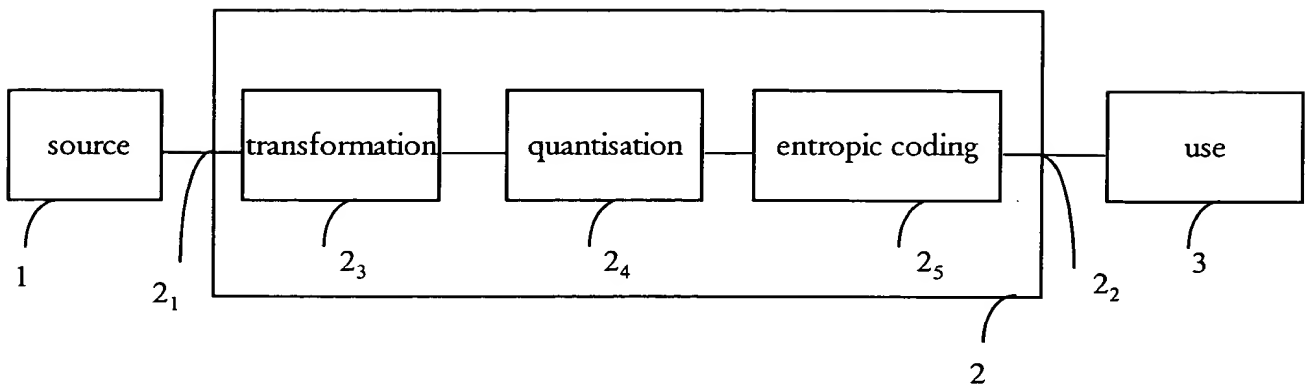 source
transformation
quantisation
entropic coding
use
1
2₁
2₃
2₄
2₅
2₂
3
2